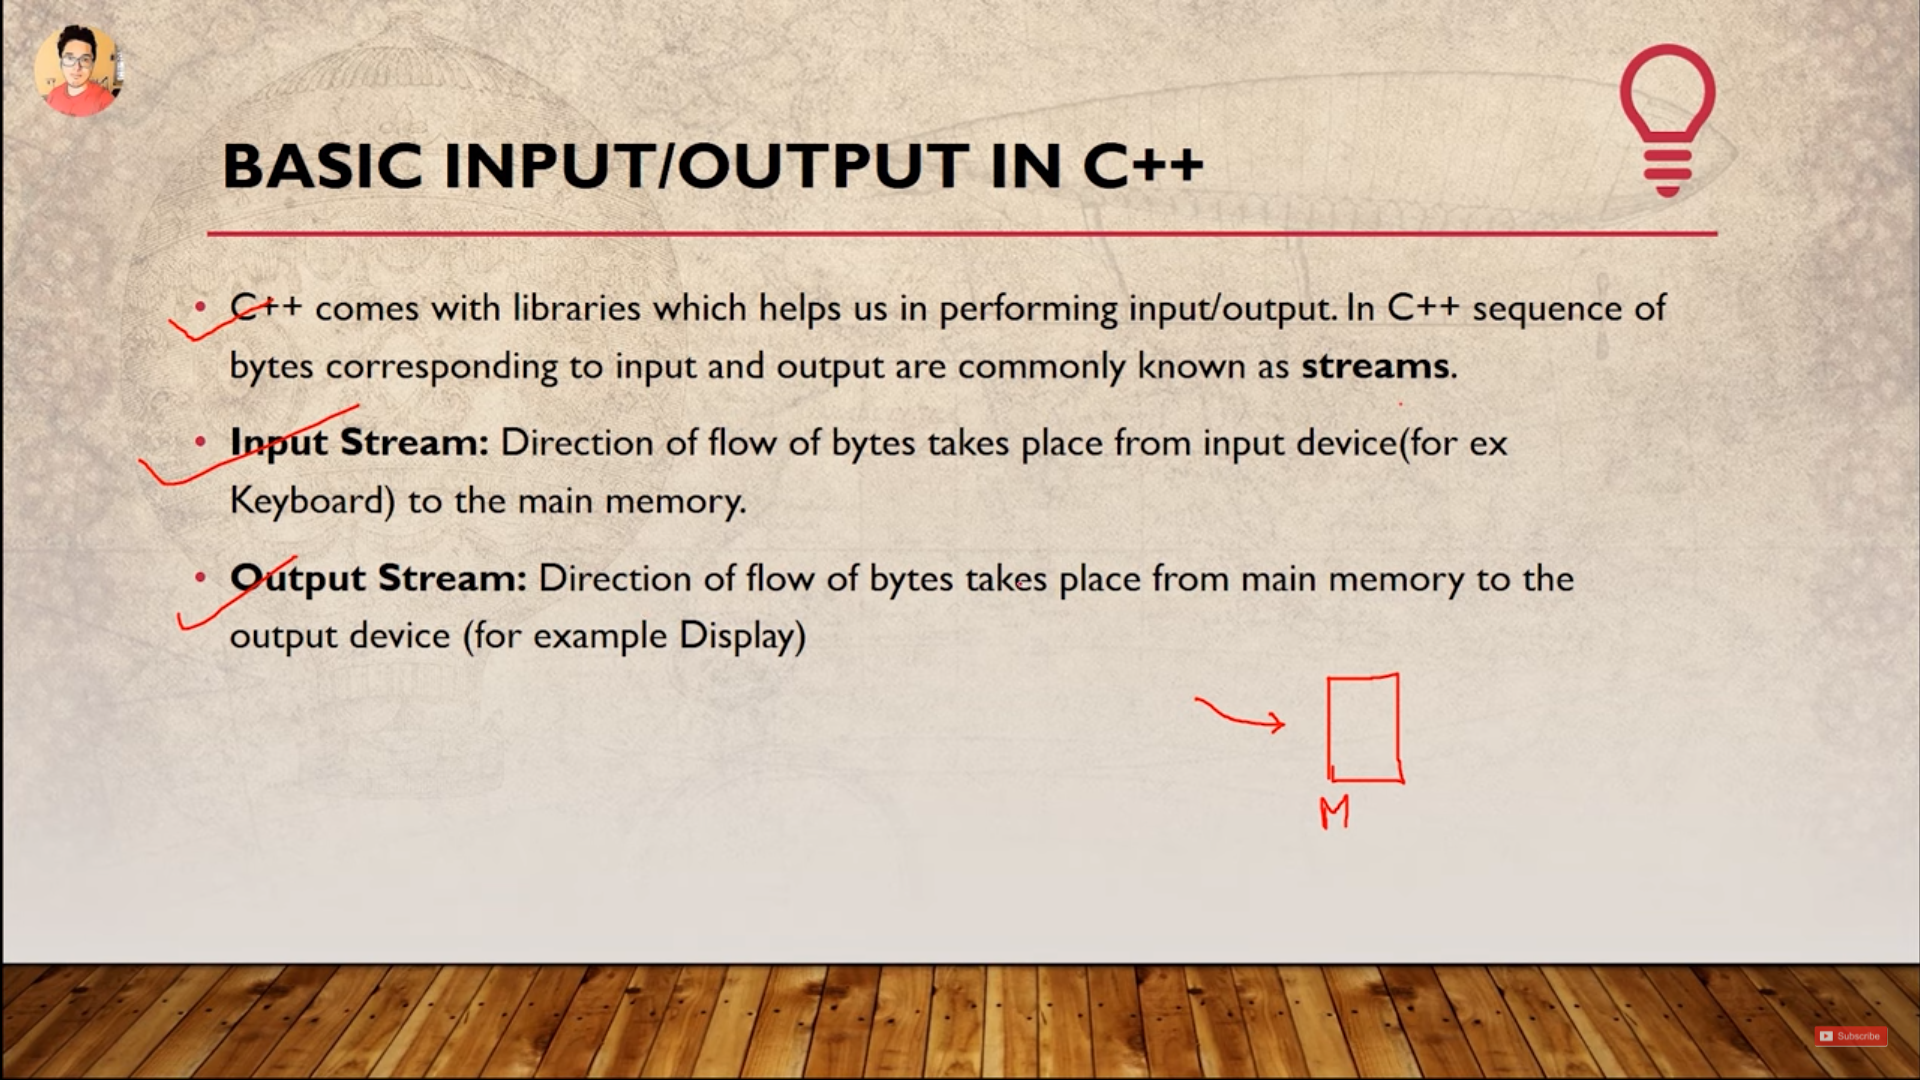 BASIC INPUT/OUTPUT IN C++
• C++ comes with libraries which helps us in performing input/output. In C++ sequence of
bytes corresponding to input and output are commonly known as streams.
• Input Stream: Direction of flow of bytes takes place from input device(for ex
Keyboard) to the main memory.
• Output Stream: Direction of flow of bytes takes place from main memory to the
output device (for example Display)
M
Subscribe